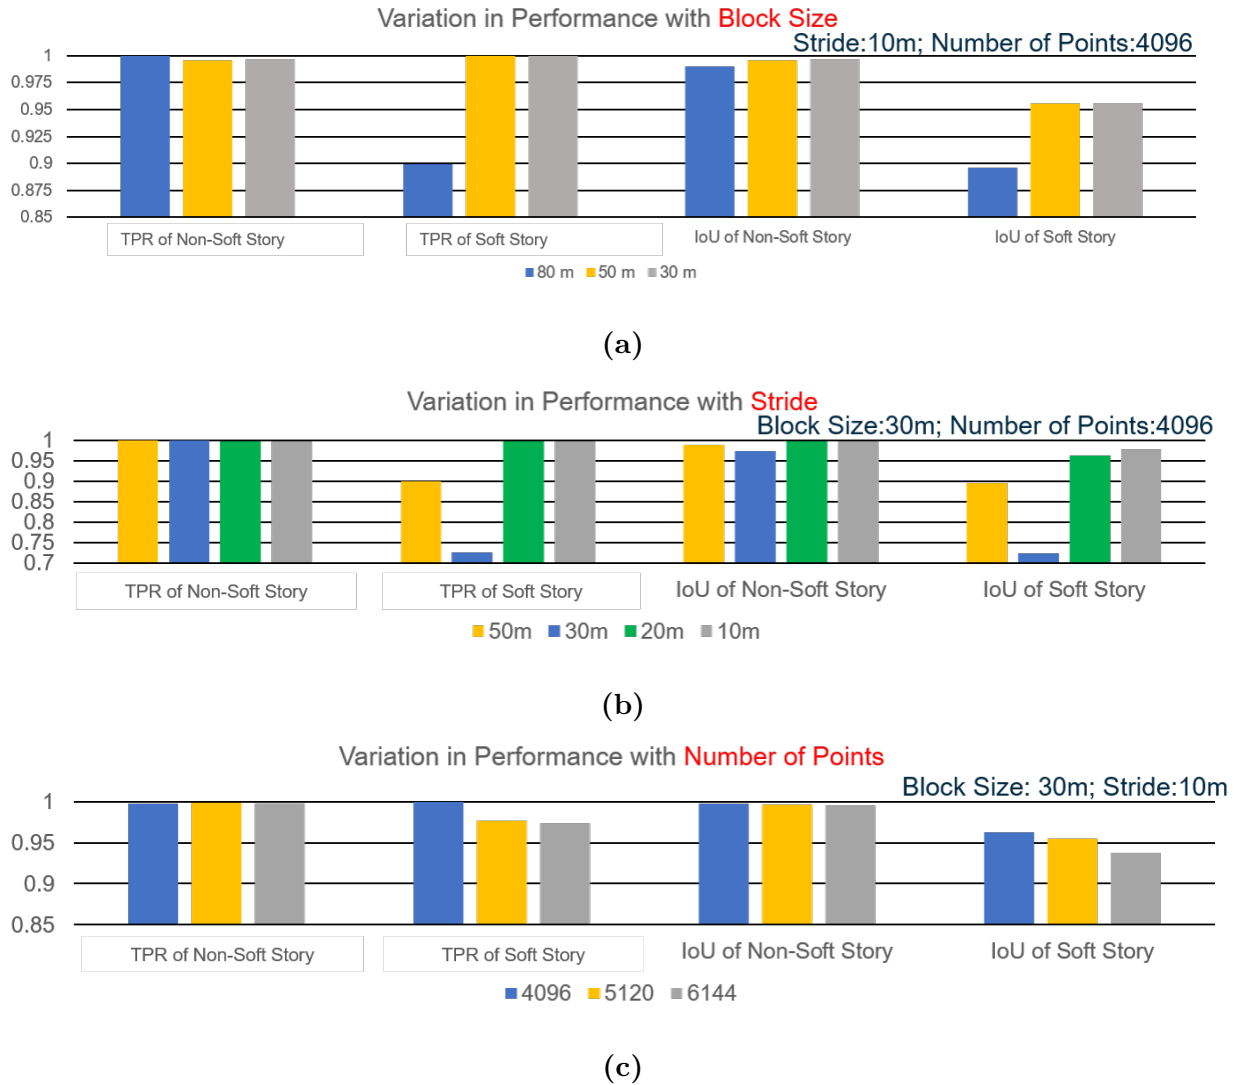 Variation in Performance with Block Size
Stride:10m; Number of Points:4096
1
0.975
0.95
0.925
0.9
0.875
0.85
TPR of Non-Soft Story TPR of Soft Story IoU of Non-Soft Story IoU of Soft Story
80 m 50 m 30 m
(a)
Variation in Performance with Stride
Block Size:30m; Number of Points:4096
1
0.95
0.9
0.85
0.8
0.75
0.7
TPR of Non-Soft Story TPR of Soft Story IoU of Non-Soft Story IoU of Soft Story
50m 30m 20m 10m
(b)
Variation in Performance with Number of Points
Block Size: 30m; Stride:10m
1
0.95
0.9
0.85
TPR of Non-Soft Story TPR of Soft Story IoU of Non-Soft Story IoU of Soft Story
4096 5120 6144
(c)